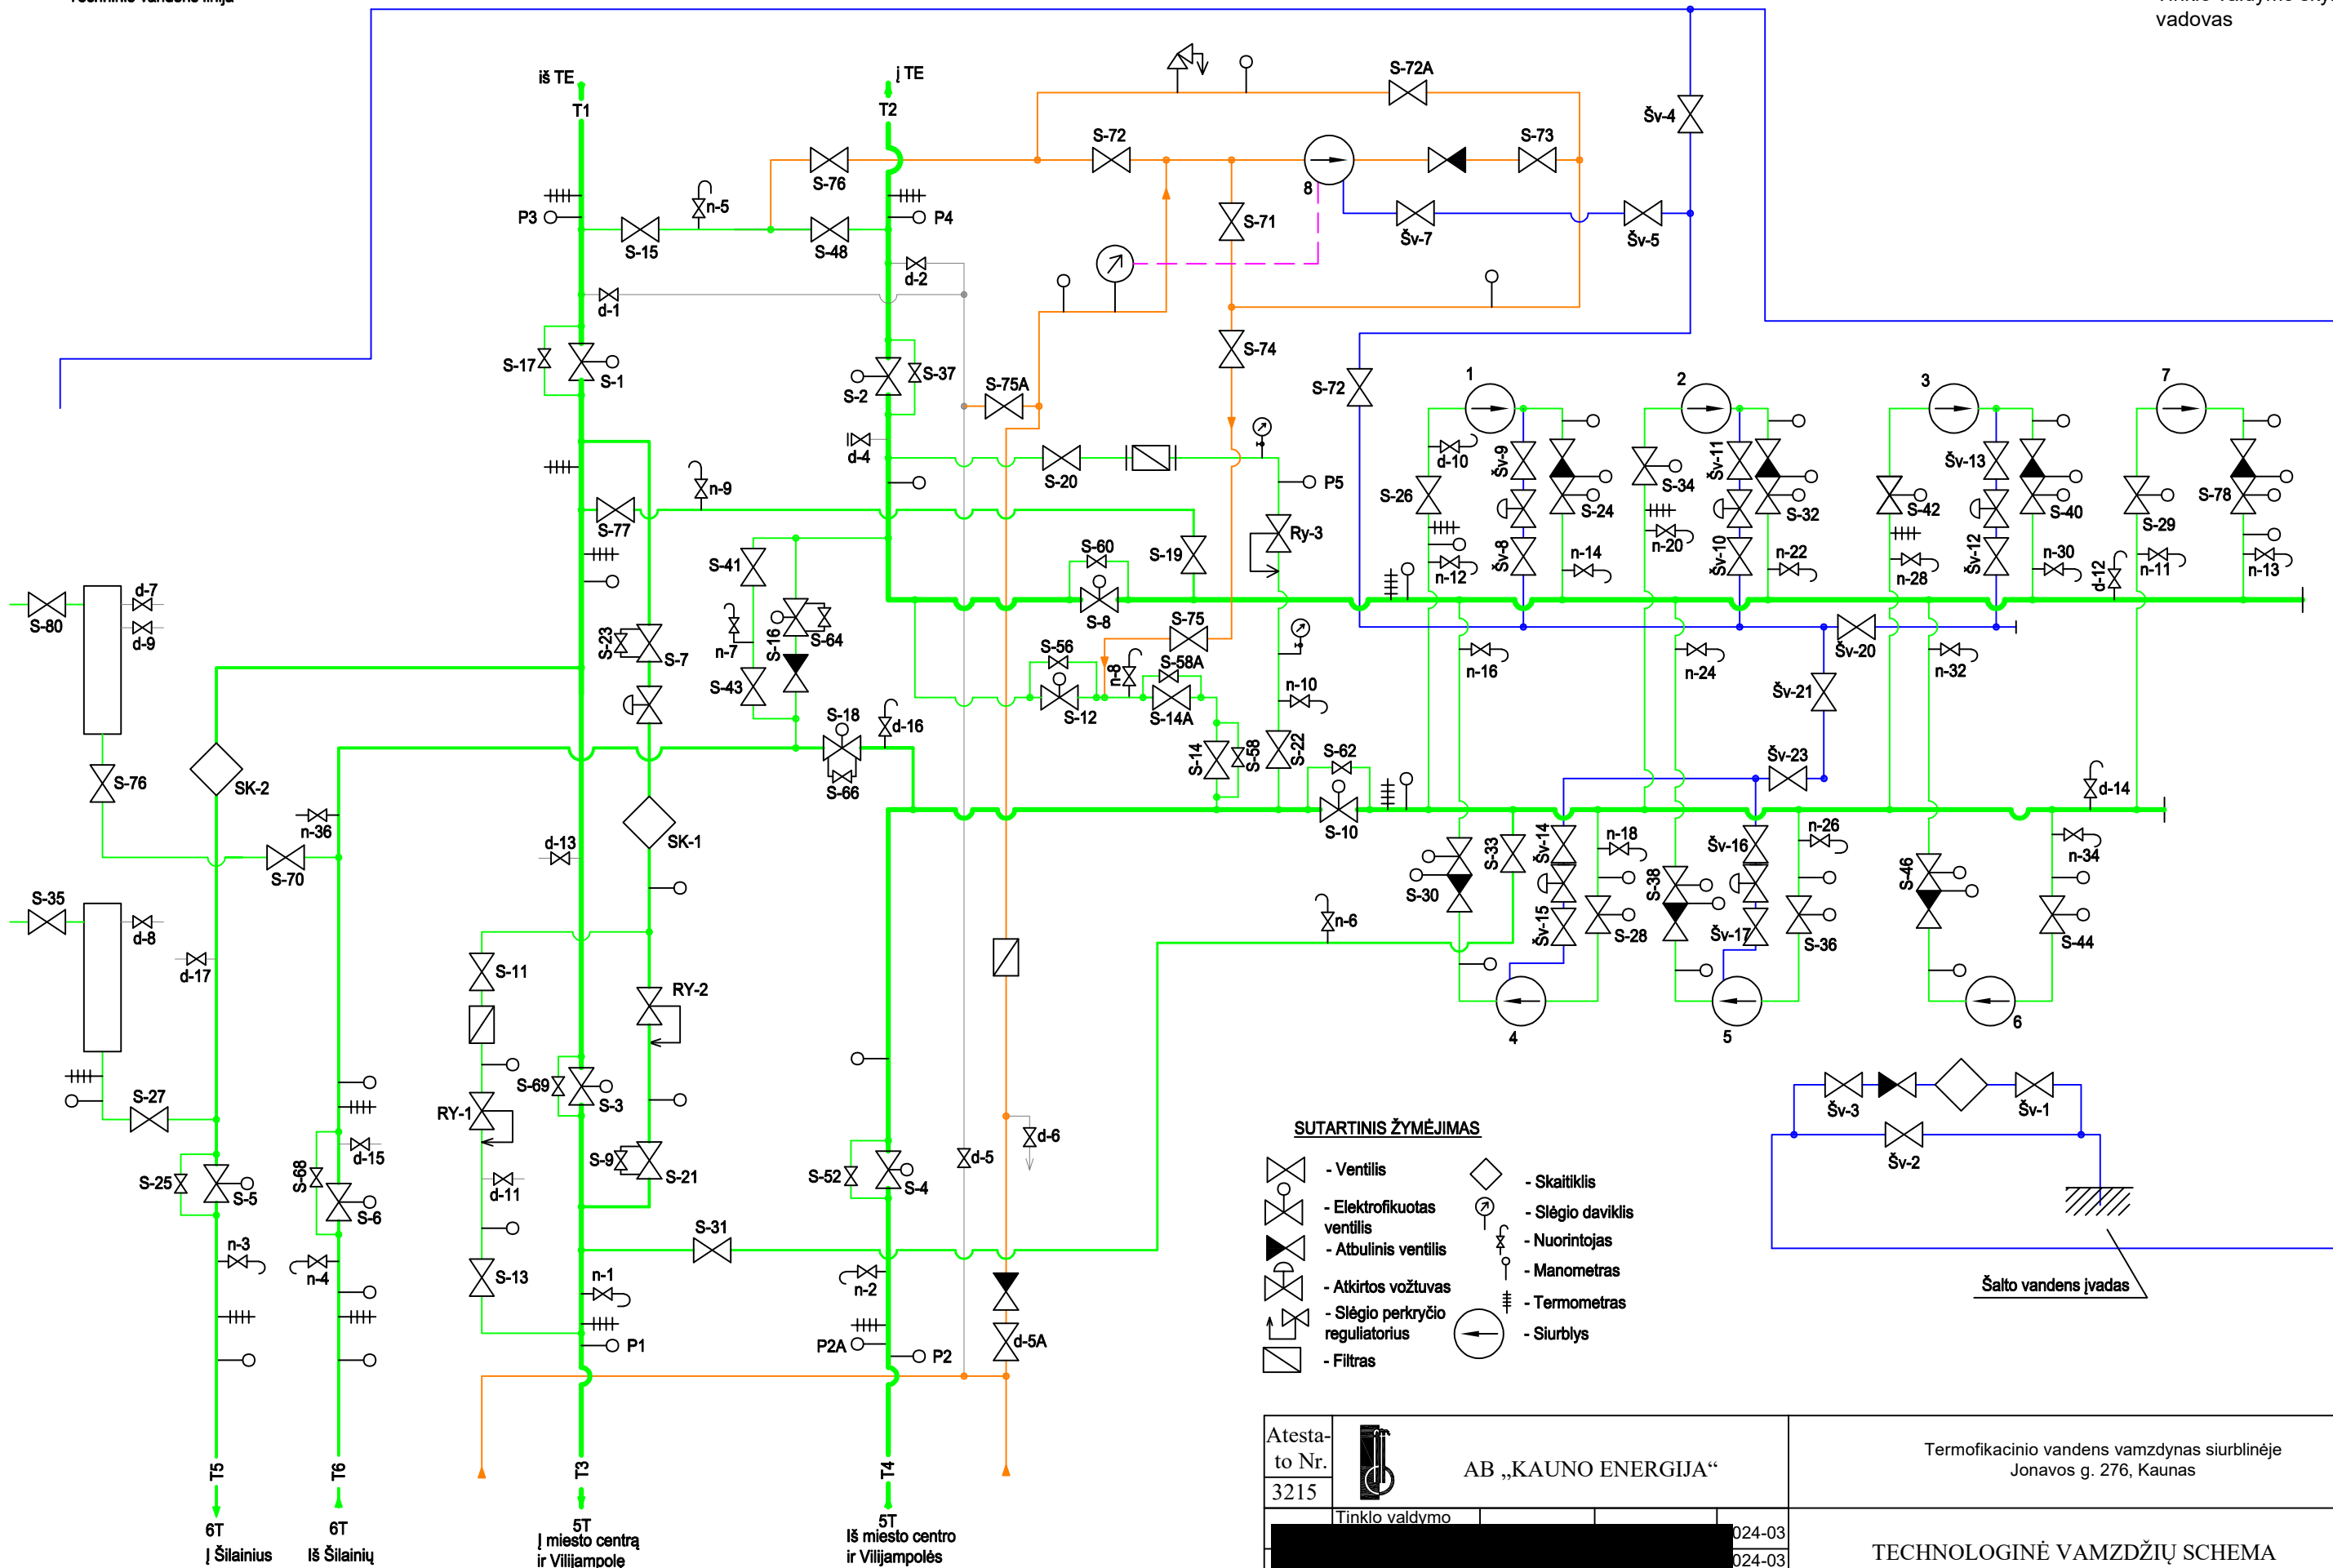 vadovas
iš TE
į TE
T1
T2
S-72A
Šv-4
S-72
S-73
S-76
8
n-5
P3
P4
S-15
S-48
S-71
Šv-7
Šv-5
d-2
d-1
S-17
S-1
S-2
S-37
S-74
S-75A
S-72
1
2
3
7
d-4
S-20
P5
d-10
Šv-9
Šv-11
Šv-13
S-26
S-24
S-34
S-32
S-42
S-40
S-29
S-78
n-9
S-77
S-41
S-60
S-19
Ry-3
n-12
Šv-8
n-14
n-20
Šv-10
n-22
n-28
Šv-12
n-30
d-12
n-11
n-13
S-80
d-7
d-9
S-23
S-7
n-7
S-16
S-64
S-8
S-75
S-43
S-56
n-8
S-58A
S-12
S-14A
n-10
n-16
n-24
n-32
Šv-20
Šv-21
S-18
d-16
S-66
S-14
S-58
S-22
S-62
S-10
Šv-23
d-14
S-76
SK-2
n-36
S-70
d-13
SK-1
S-33
S-30
Šv-14
n-18
S-38
Šv-16
n-26
S-46
n-34
S-35
d-8
d-17
S-11
RY-2
n-6
Šv-15
S-28
Šv-17
S-36
S-44
4
5
6
S-27
RY-1
S-69
S-3
S-25
S-5
S-68
d-15
S-6
S-9
S-21
d-11
S-52
S-4
d-5
d-6
n-3
n-4
S-13
n-1
S-31
n-2
P1
P2A
P2
d-5A
Šv-3
Šv-1
Šv-2
Šalto vandens įvadas
SUTARTINIS ŽYMĖJIMAS
- Ventilis
- Elektrofikuotas
ventilis
- Atbulinis ventilis
- Atkirtos vožtuvas
- Slėgio perkryčio
reguliatorius
- Filtras
- Skaitiklis
- Slėgio daviklis
- Nuorintojas
- Manometras
- Termometras
- Siurblys
T5
T6
T3
T4
6T
Į Šilainius
6T
Iš Šilainių
5T
Į miesto centrą
ir Vilijampolę
5T
Iš miesto centro
ir Vilijampolės
Atesta-
to Nr.
3215
AB „KAUNO ENERGIJA“
Termofikacinio vandens vamzdynas siurblinėje
Jonavos g. 276, Kaunas
Tinklo valdymo
024-03
024-03
TECHNOLOGINĖ VAMZDŽIŲ SCHEMA